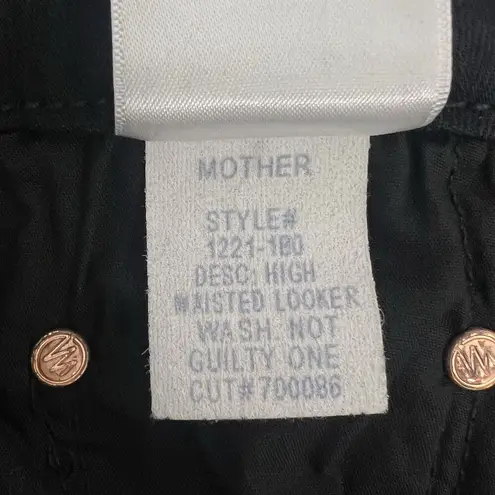 MOTHER
STYLE#
1221-180
DESC: HIGH
WAISTED LOOKER
WASH: NOT
GUILTY ONE
CUT# 700086